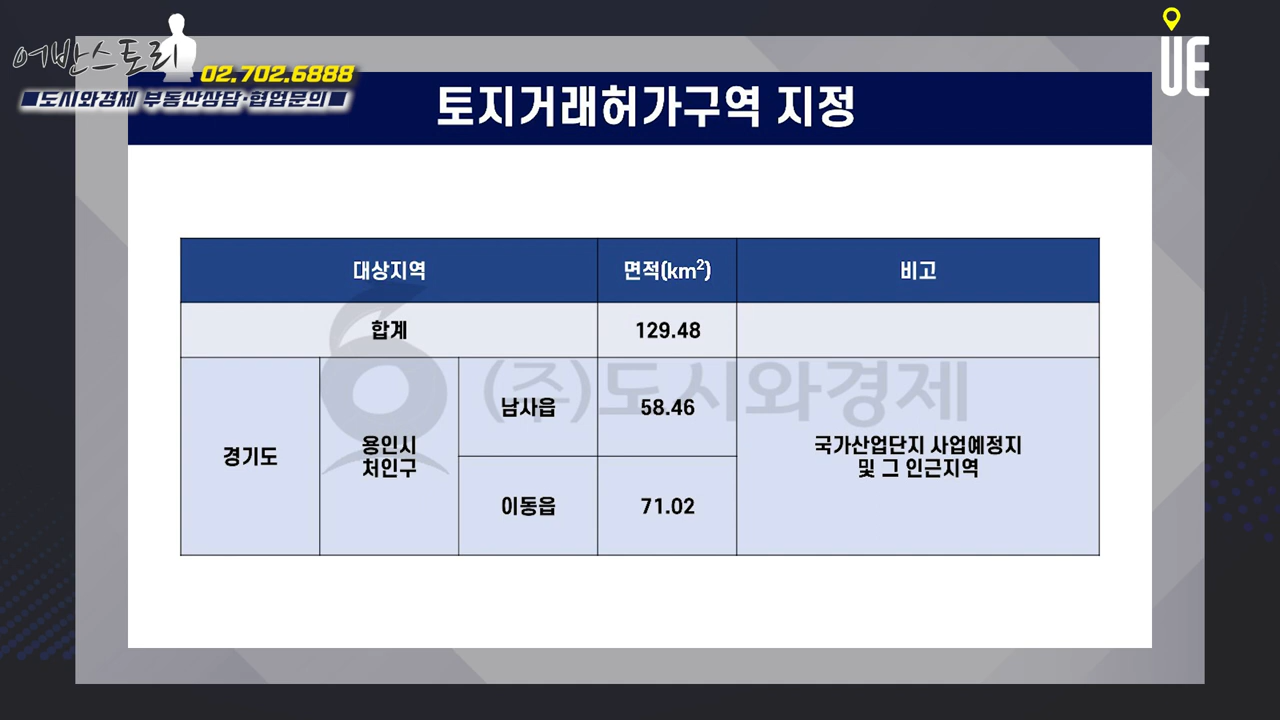 어반스토리
02.702.6888
■도시와경제 부동산상담·협업문의■
UE
토지거래허가구역 지정
대상지역 면적(km²) 비고
합계 129.48
(주)도시와경제
경기도 용인시 처인구 남사읍 58.46 국가산업단지 사업예정지
및 그 인근지역
이동읍 71.02